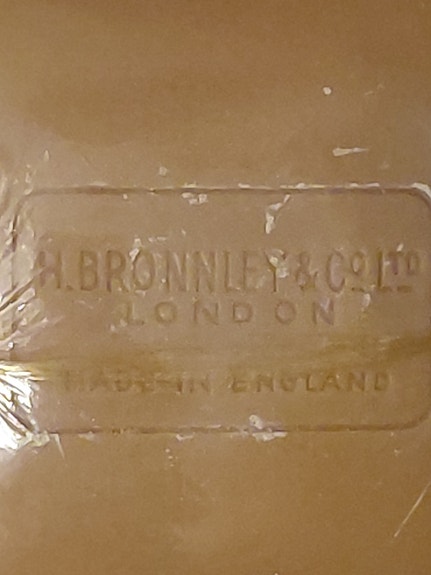 H. BRONNLEY & Cº LTD
LONDON
MADE IN ENGLAND